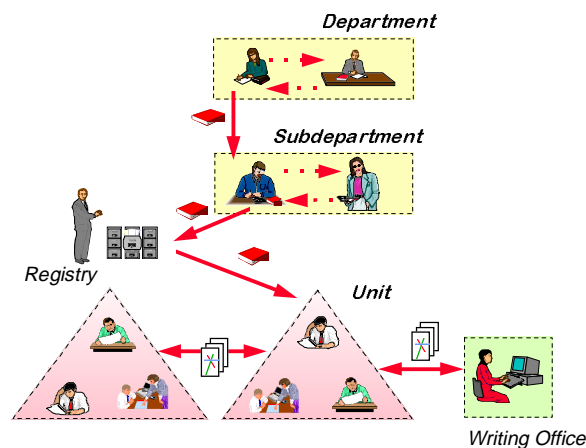 Department
Subdepartment
Registry
Unit
Writing Office